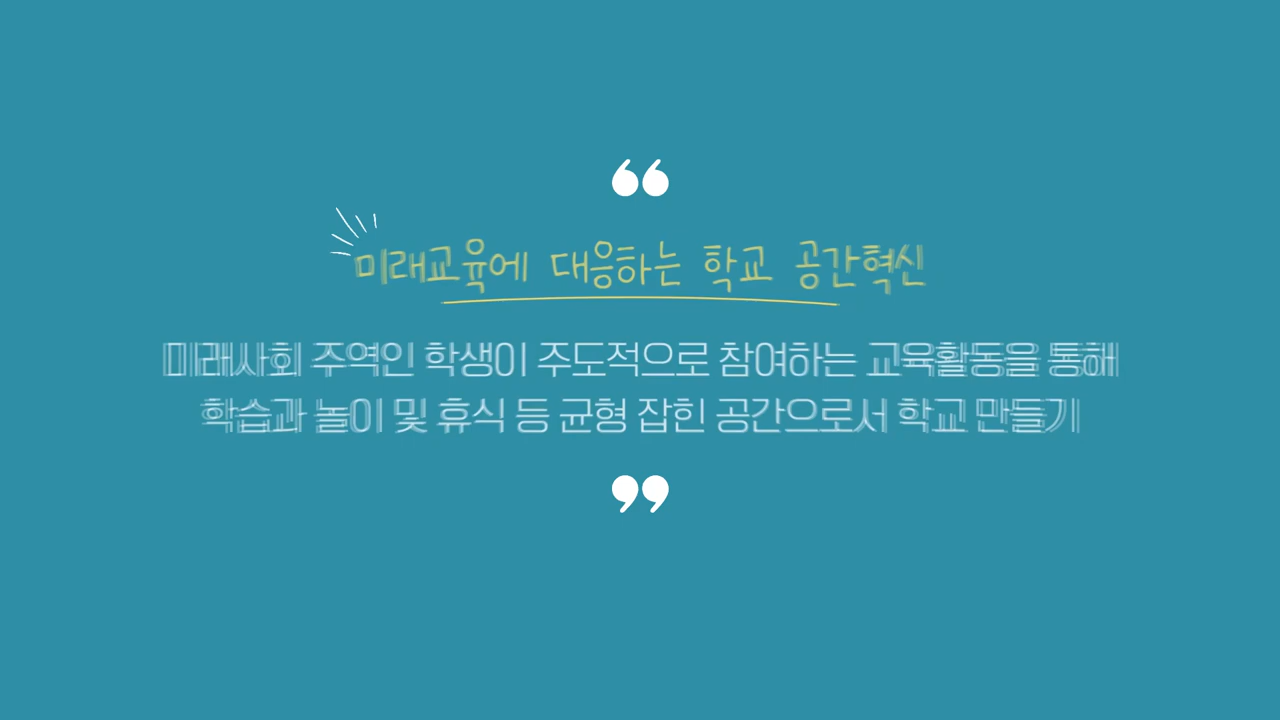 ❝
미래교육에 대응하는 학교 공간혁신
미래사회 주역인 학생이 주도적으로 참여하는 교육활동을 통해
학습과 놀이 및 휴식 등 균형 잡힌 공간으로서 학교 만들기
❞